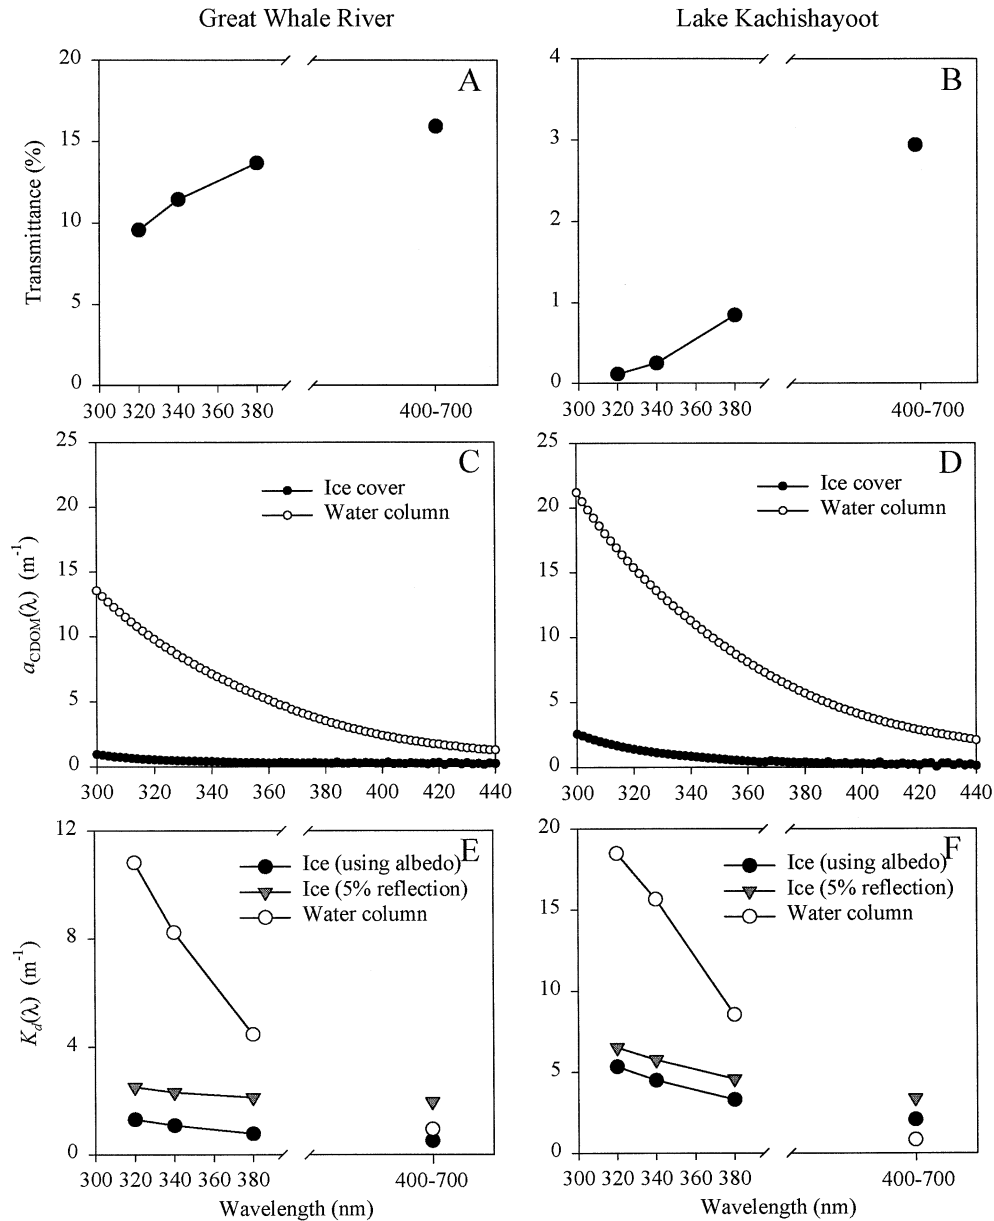 Great Whale River
Lake Kachishayoot
A
Transmittance (%)
20
15
10
5
0
300 320 340 360 380
400-700
B
4
3
2
1
0
300 320 340 360 380
400-700
C
Ice cover
Water column
aCDOM(λ) (m-1)
25
20
15
10
5
0
300 320 340 360 380 400 420 440
D
Ice cover
Water column
25
20
15
10
5
0
300 320 340 360 380 400 420 440
E
Ice (using albedo)
Ice (5% reflection)
Water column
Kd(λ) (m-1)
12
8
4
0
300 320 340 360 380
400-700
Wavelength (nm)
F
Ice (using albedo)
Ice (5% reflection)
Water column
20
15
10
5
0
300 320 340 360 380
400-700
Wavelength (nm)